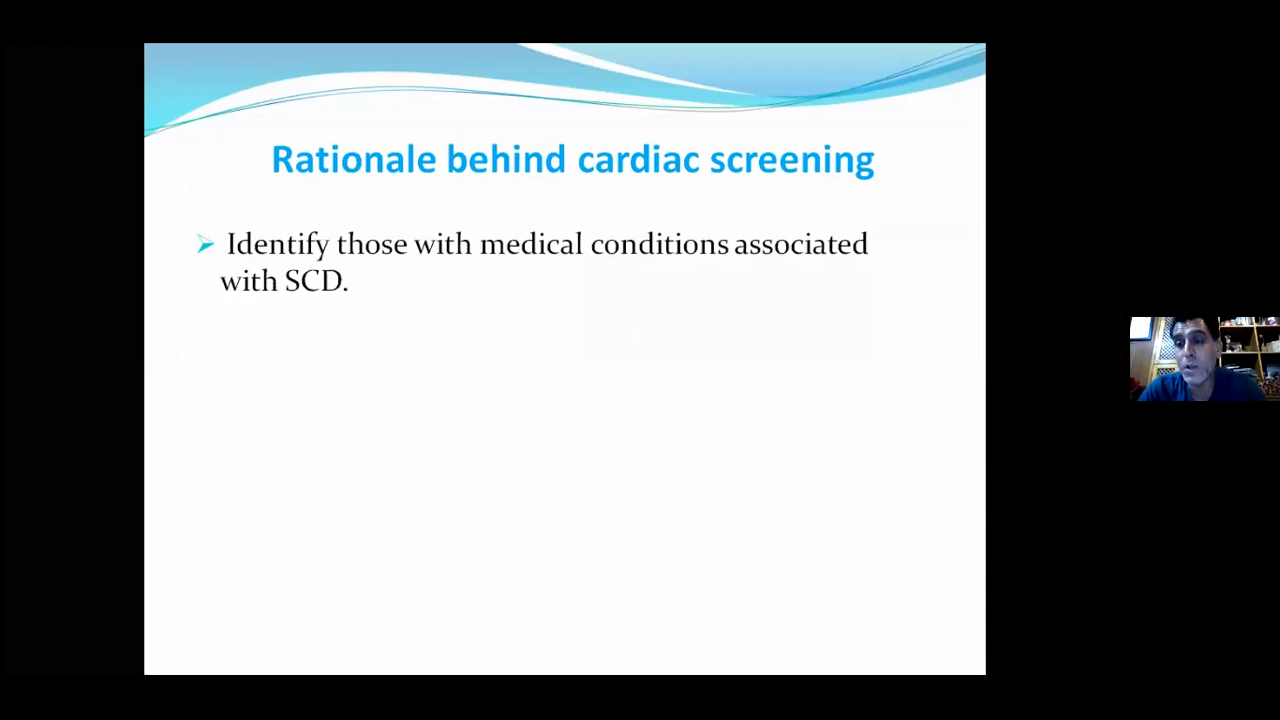 Rationale behind cardiac screening
Identify those with medical conditions associated
with SCD.